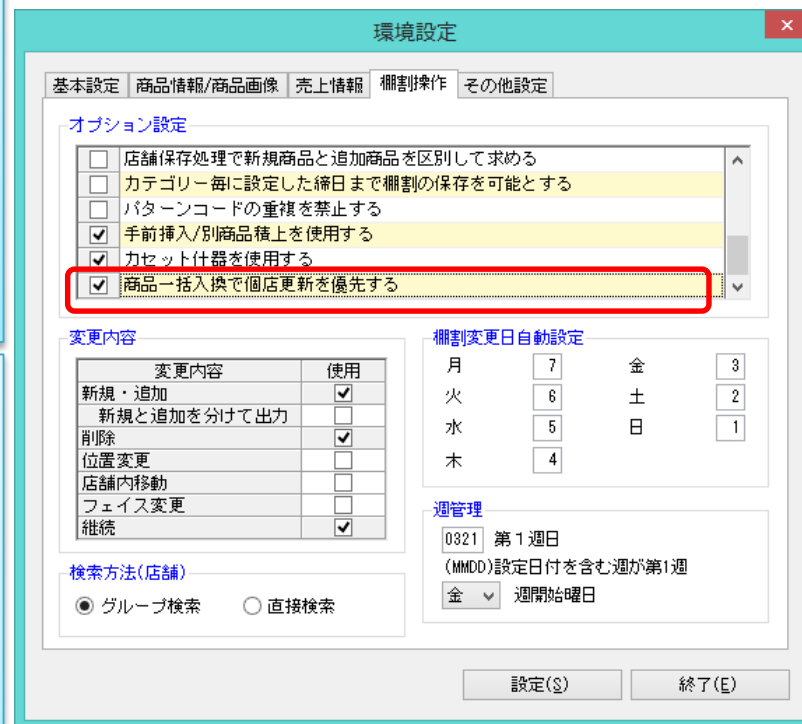 環境設定
×
基本設定 商品情報/商品画像 売上情報 棚割操作 その他設定
オプション設定
店舗保存処理で新規商品と追加商品を区別して求める
カテゴリー毎に設定した締日まで棚割の保存を可能とする
パターンコードの重複を禁止する
手前挿入/別商品積上を使用する
カセット什器を使用する
商品一括入換で個店更新を優先する
変更内容
変更内容 使用
新規・追加
新規と追加を分けて出力
削除
位置変更
店舗内移動
フェイス変更
継続
検索方法(店舗)
グループ検索 直接検索
棚割変更日自動設定
月 7 金 3
火 6 土 2
水 5 日 1
木 4
週管理
0321 第1週日
(MMDD)設定日付を含む週が第1週
金 週開始曜日
設定(S) 終了(E)